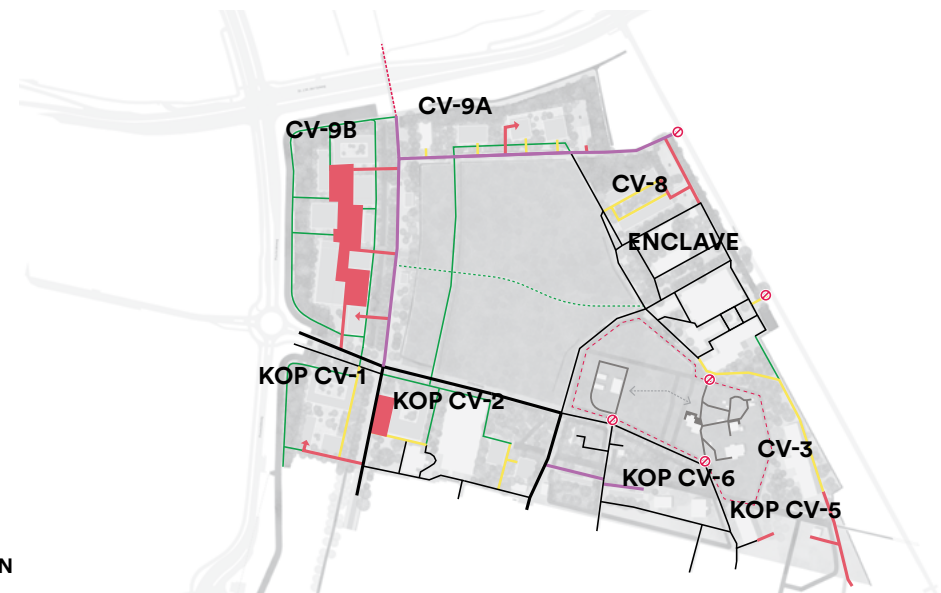 CV-9A
CV-9B
CV-8
ENCLAVE
KOP CV-1
KOP CV-2
CV-3
KOP CV-6
KOP CV-5
N